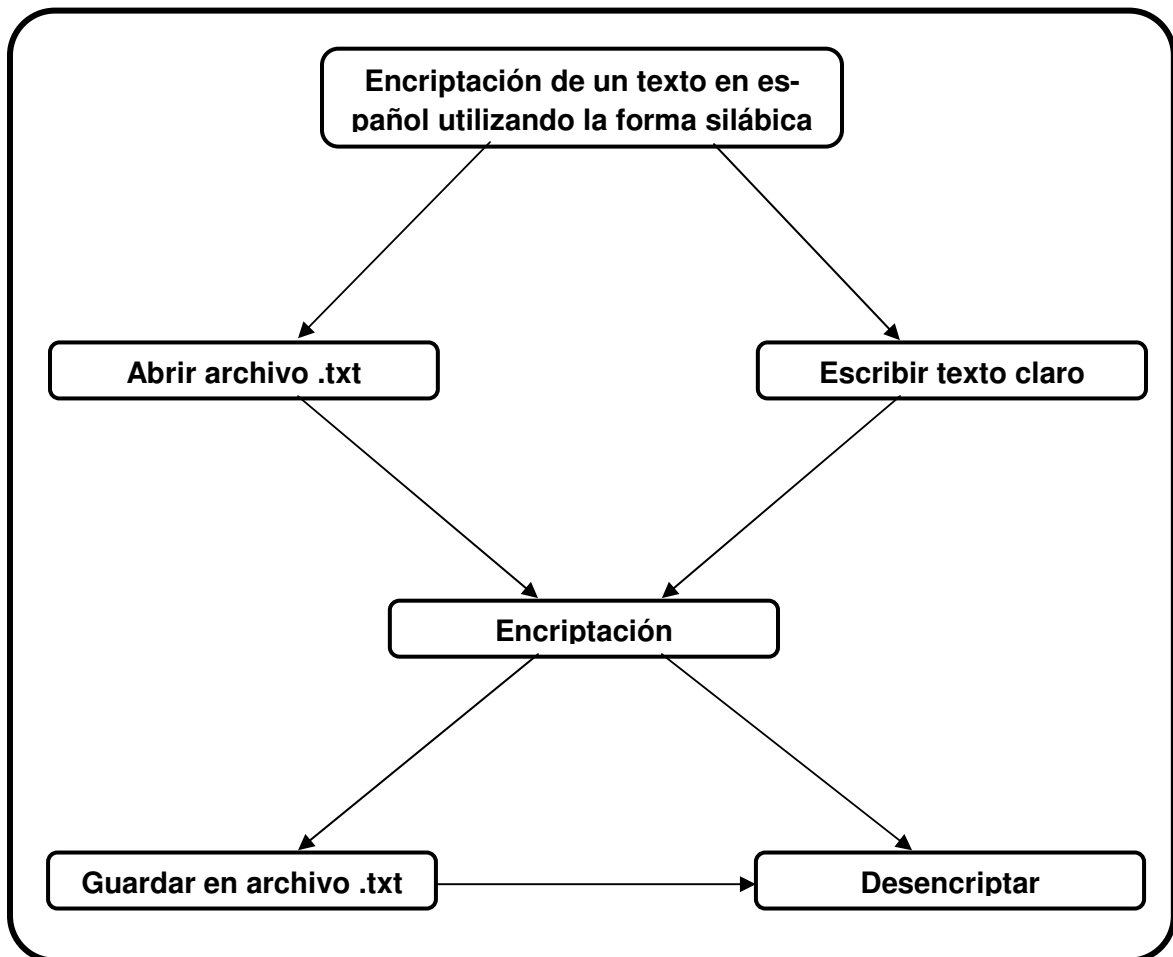 Encriptación de un texto en es-
pañol utilizando la forma silábica
Abrir archivo .txt
Escribir texto claro
Encriptación
Guardar en archivo .txt
Desencriptar